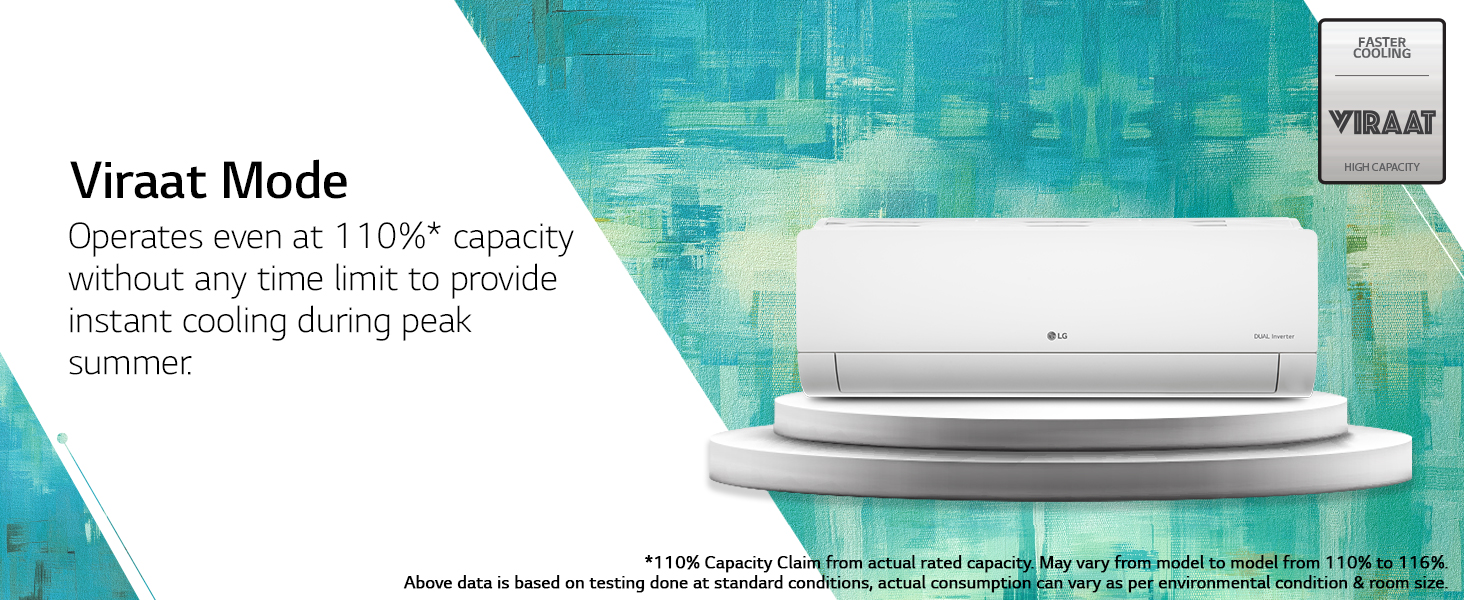 Viraat Mode
Operates even at 110%* capacity
without any time limit to provide
instant cooling during peak
summer.
FASTER
COOLING
VIRAAT
HIGH CAPACITY
LG
DUAL Inverter
*110% Capacity Claim from actual rated capacity. May vary from model to model from 110% to 116%.
Above data is based on testing done at standard conditions, actual consumption can vary as per environmental condition & room size.